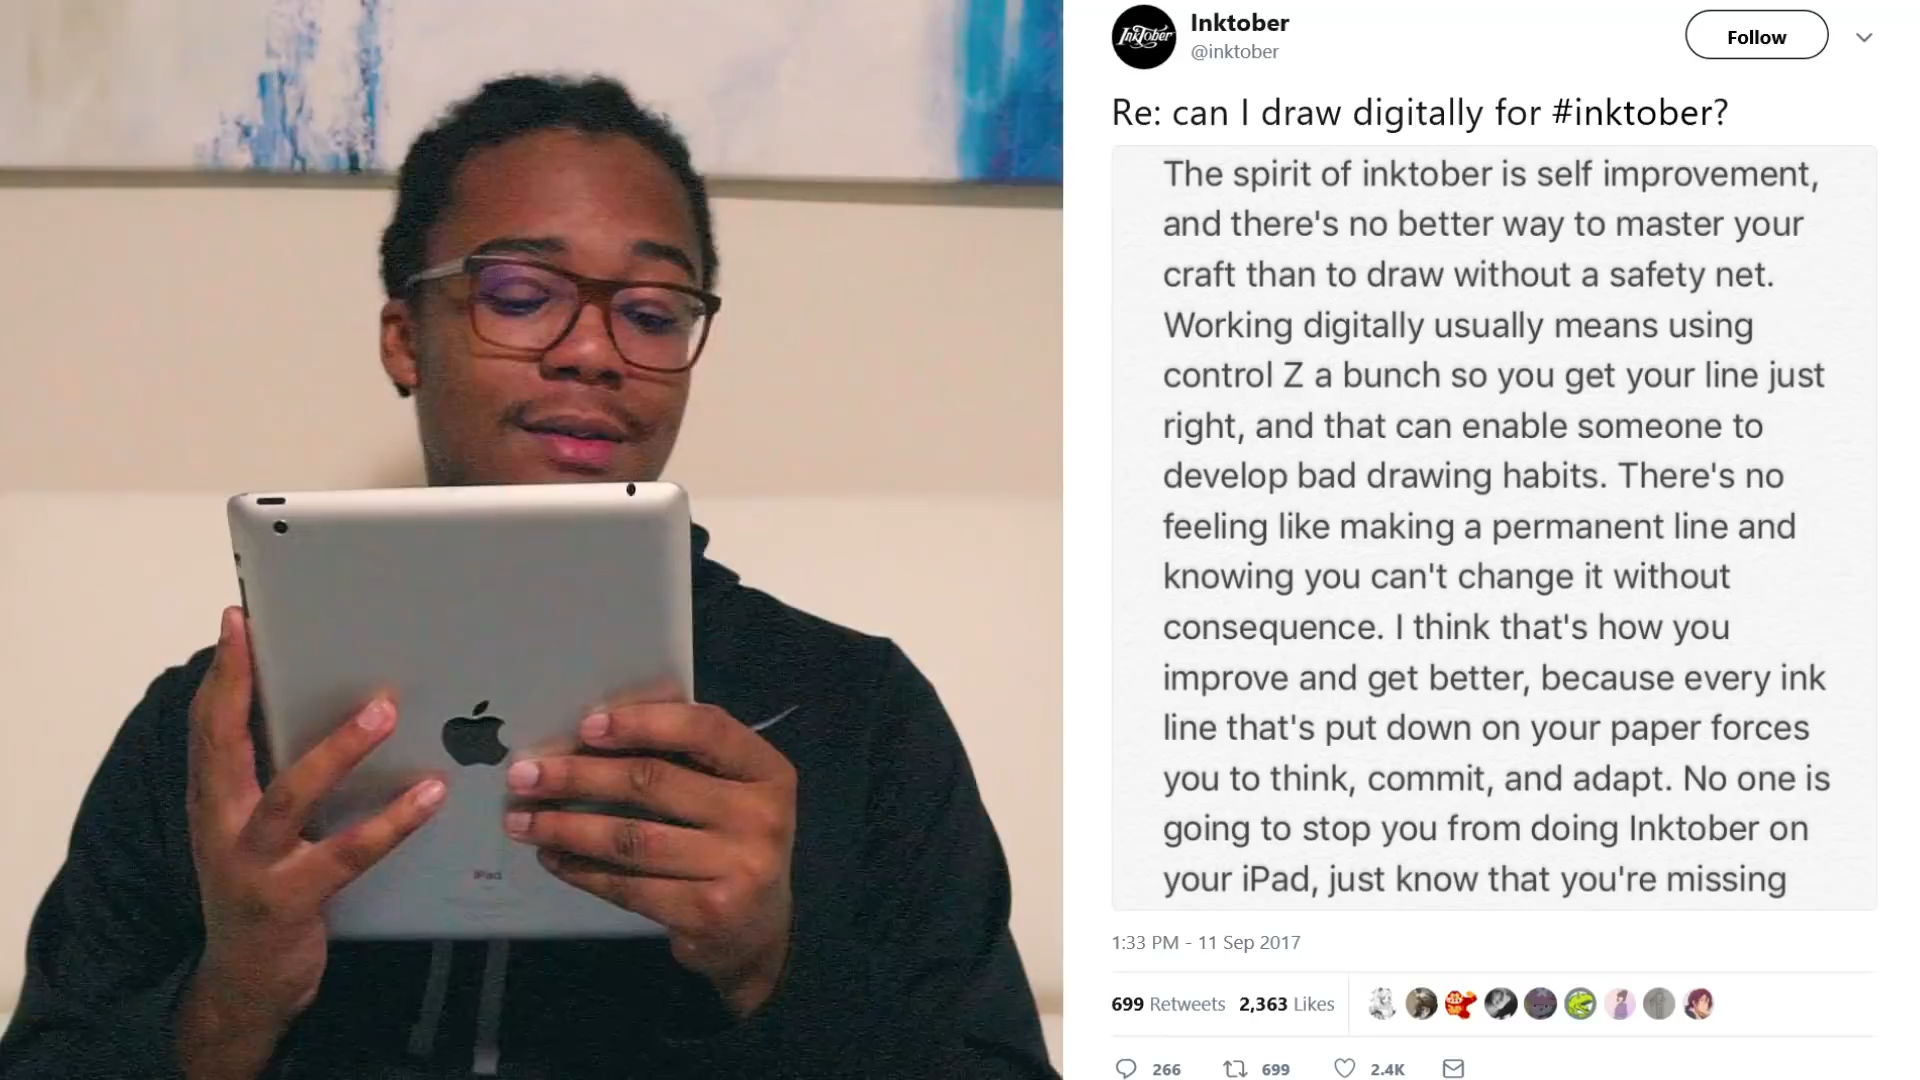 iPad
InkTober
Inktober
@inktober
Follow
Re: can I draw digitally for #inktober?
The spirit of inktober is self improvement,
and there's no better way to master your
craft than to draw without a safety net.
Working digitally usually means using
control Z a bunch so you get your line just
right, and that can enable someone to
develop bad drawing habits. There's no
feeling like making a permanent line and
knowing you can't change it without
consequence. I think that's how you
improve and get better, because every ink
line that's put down on your paper forces
you to think, commit, and adapt. No one is
going to stop you from doing Inktober on
your iPad, just know that you're missing
1:33 PM - 11 Sep 2017
699 Retweets 2,363 Likes
266 699 2.4K